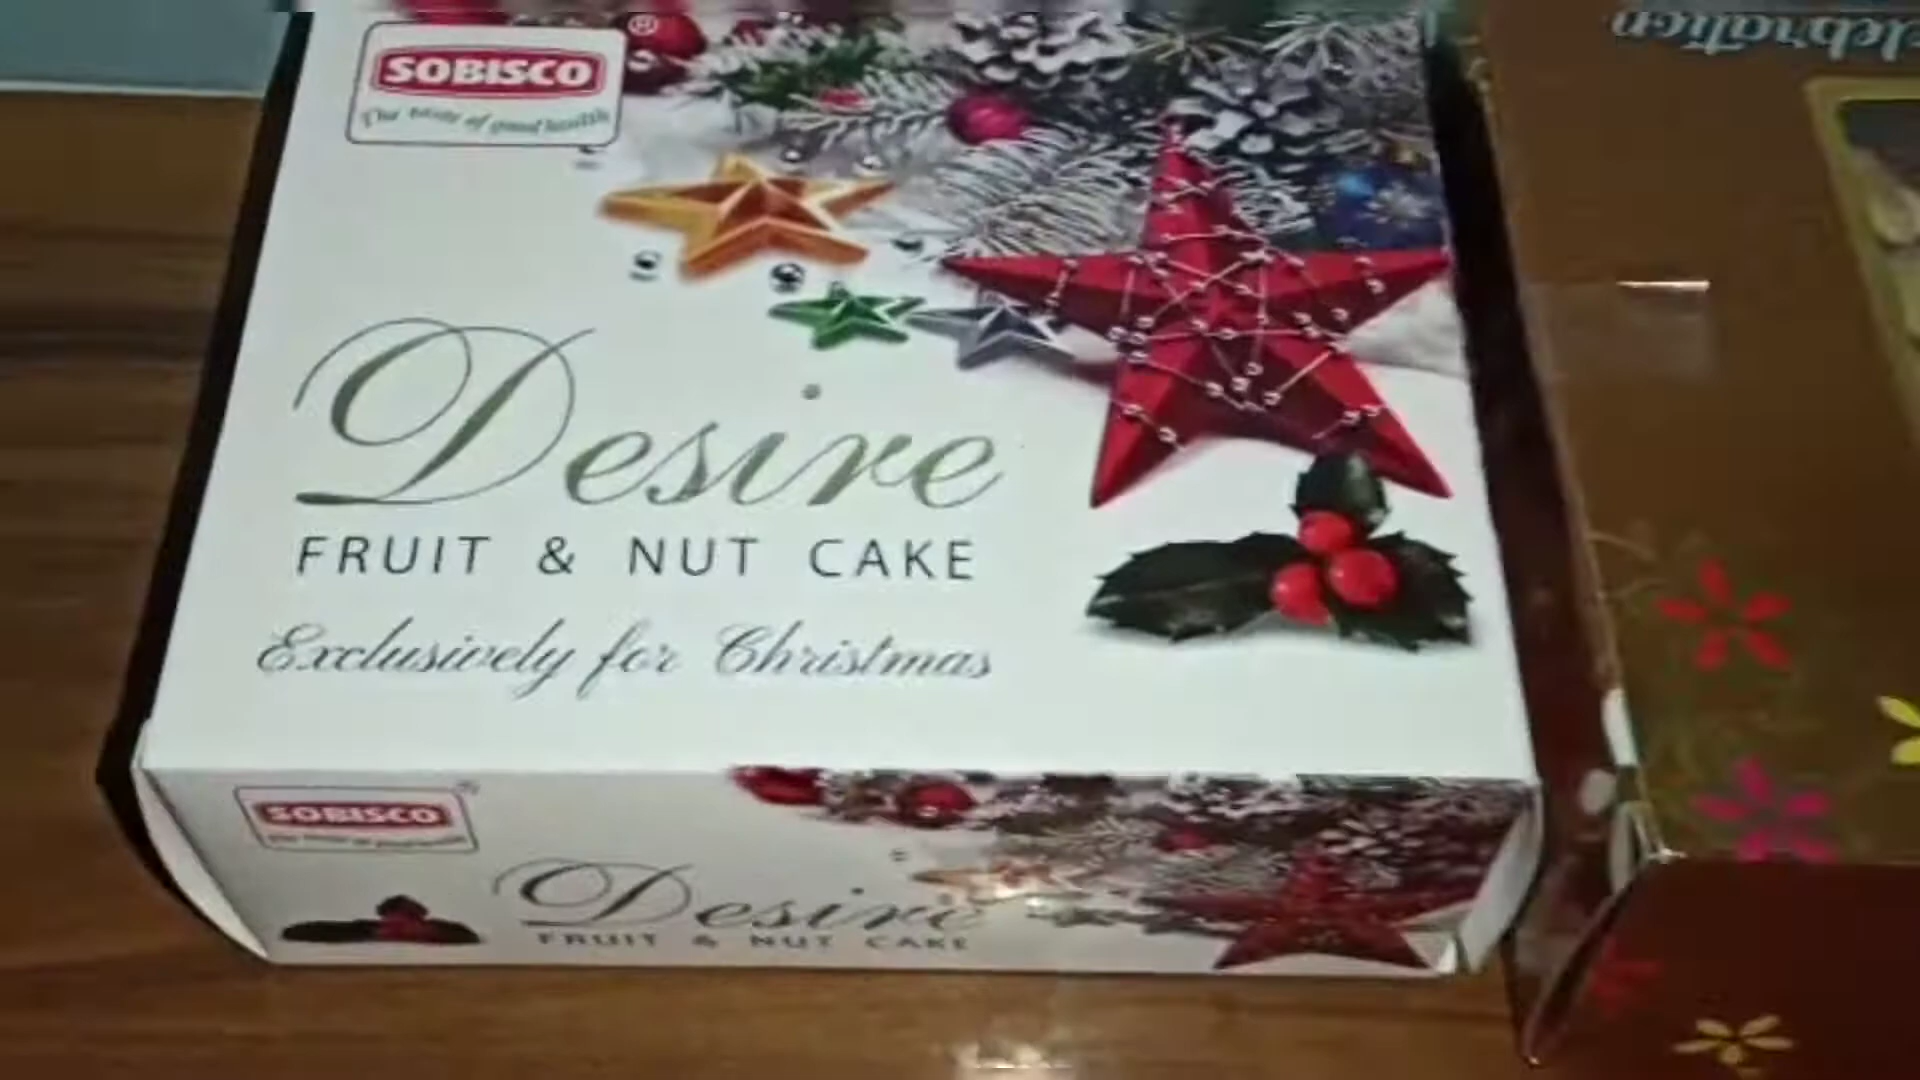 SOBISCO ®
The taste of good health
Desire
FRUIT & NUT CAKE
Exclusively for Christmas
SOBISCO
Desire
FRUIT & NUT CAKE